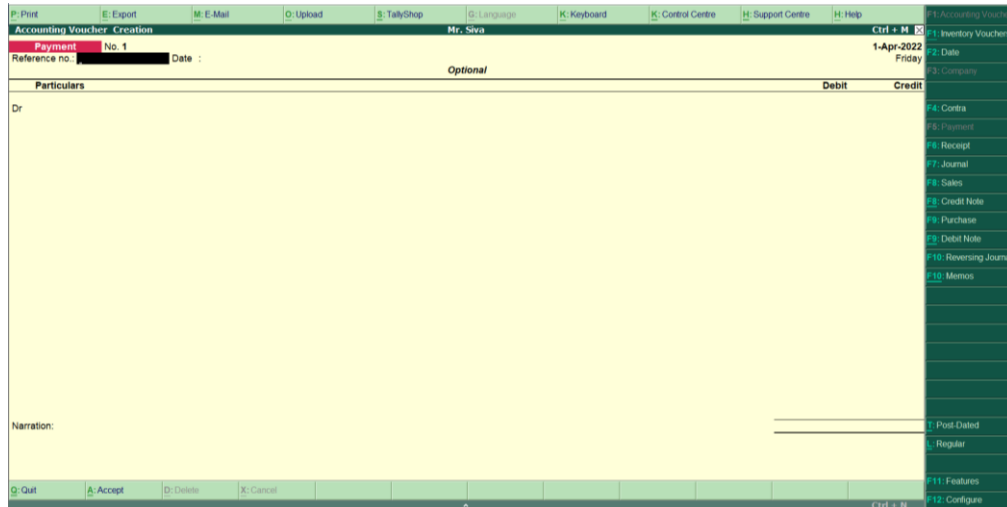 P: Print E: Export M: E-Mail O: Upload S: TallyShop G: Language K: Keyboard K: Control Centre H: Support Centre H: Help
Accounting Voucher Creation Mr. Siva Ctrl + M
Payment No. 1 1-Apr-2022
Reference no.: Date : Friday
Optional
Particulars Debit Credit
Dr
Narration:
Q: Quit A: Accept D: Delete X: Cancel
Ctrl + N
F1: Accounting Vouche
F1: Inventory Voucher
F2: Date
F3: Company
F4: Contra
F5: Payment
F6: Receipt
F7: Journal
F8: Sales
F8: Credit Note
F9: Purchase
F9: Debit Note
F10: Reversing Journa
F10: Memos
T: Post-Dated
L: Regular
F11: Features
F12: Configure